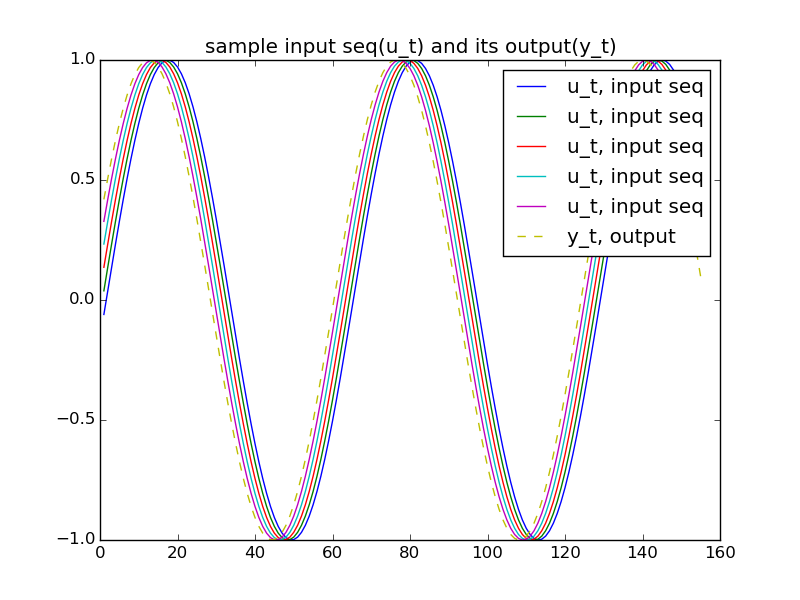 sample input seq(u_t) and its output(y_t)
1.0
0.5
0.0
−0.5
−1.0
0 20 40 60 80 100 120 140 160
u_t, input seq
u_t, input seq
u_t, input seq
u_t, input seq
u_t, input seq
y_t, output